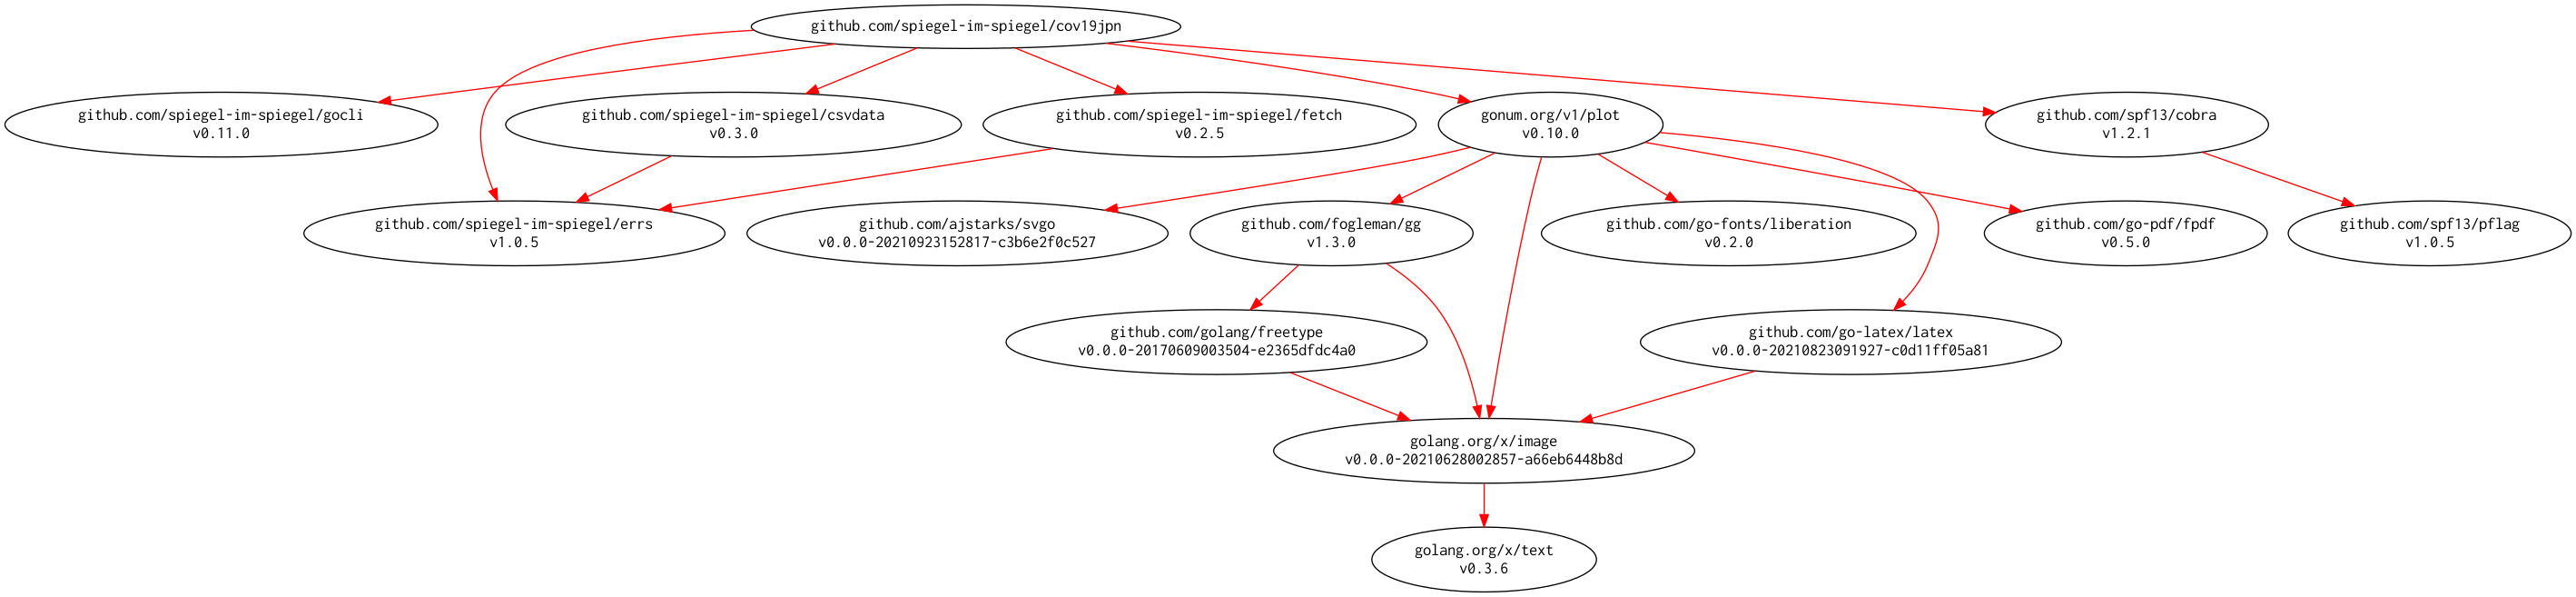 github.com/spiegel-im-spiegel/cov19jpn
github.com/spiegel-im-spiegel/gocli
v0.11.0
github.com/spiegel-im-spiegel/csvdata
v0.3.0
github.com/spiegel-im-spiegel/fetch
v0.2.5
gonum.org/v1/plot
v0.10.0
github.com/spf13/cobra
v1.2.1
github.com/spiegel-im-spiegel/errs
v1.0.5
github.com/ajstarks/svgo
v0.0.0-20210923152817-c3b6e2f0c527
github.com/fogleman/gg
v1.3.0
github.com/go-fonts/liberation
v0.2.0
github.com/go-pdf/fpdf
v0.5.0
github.com/spf13/pflag
v1.0.5
github.com/golang/freetype
v0.0.0-20170609003504-e2365dfdc4a0
github.com/go-latex/latex
v0.0.0-20210823091927-c0d11ff05a81
golang.org/x/image
v0.0.0-20210628002857-a66eb6448b8d
golang.org/x/text
v0.3.6